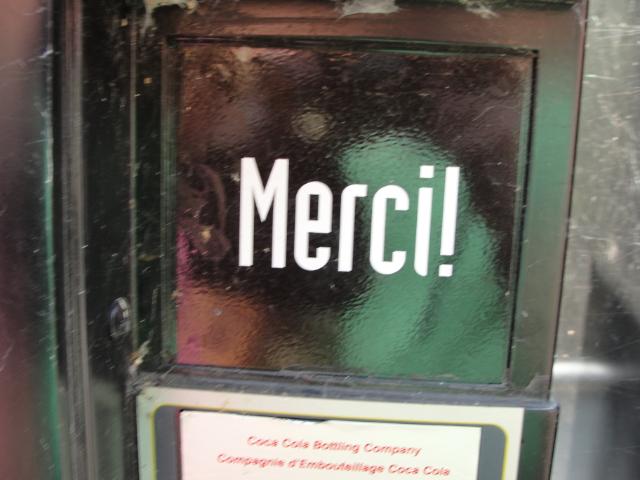 Merci!
Coca Cola Bottling Company
Compagnie d'Embouteillage Coca Cola